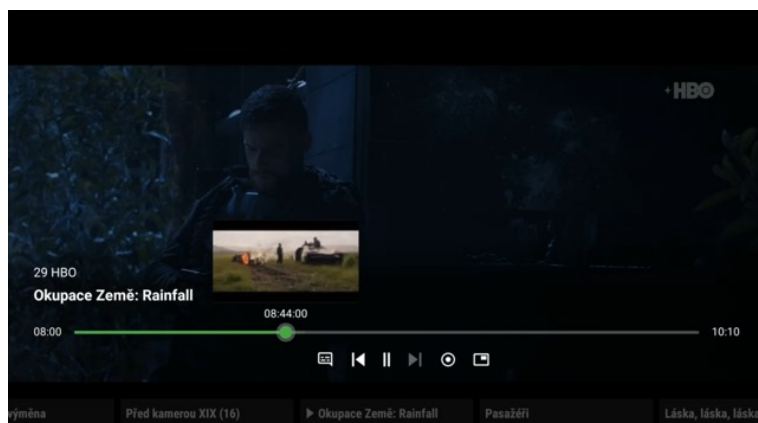 +HBO
29 HBO
Okupace Země: Rainfall
08:44:00
08:00
10:10
výměna
Před kamerou XIX (16)
Okupace Země: Rainfall
Pasažéři
Láska, láska, láska